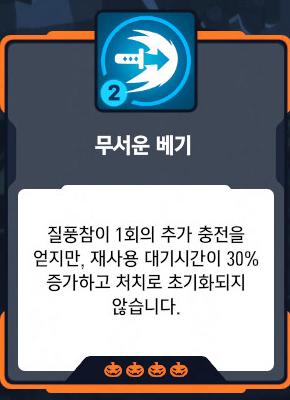 2
무서운 베기
질풍참이 1회의 추가 충전을
얻지만, 재사용 대기시간이 30%
증가하고 처치로 초기화되지
않습니다.